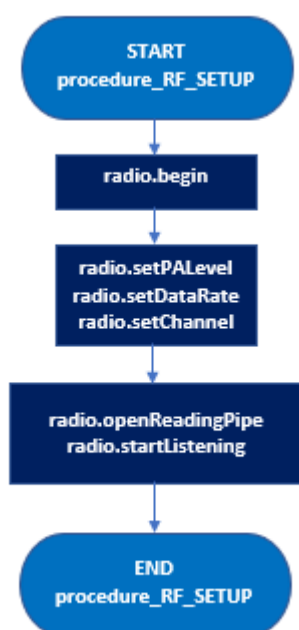 START
procedure_RF_SETUP
radio.begin
radio.setPALevel
radio.setDataRate
radio.setChannel
radio.openReadingPipe
radio.startListening
END
procedure_RF_SETUP